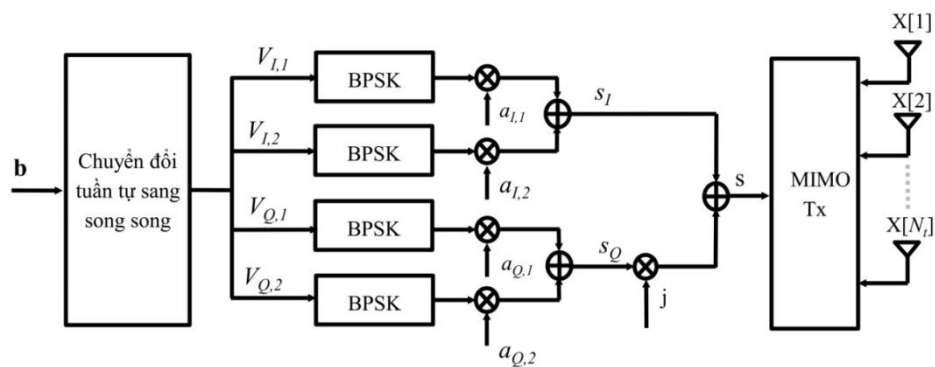 b
Chuyển đổi
tuần tự sang
song song
V_{I,1}
BPSK
a_{I,1}
V_{I,2}
BPSK
a_{I,2}
s_I
V_{Q,1}
BPSK
a_{Q,1}
V_{Q,2}
BPSK
a_{Q,2}
s_Q
j
s
MIMO
Tx
X[1]
X[2]
X[N_t]